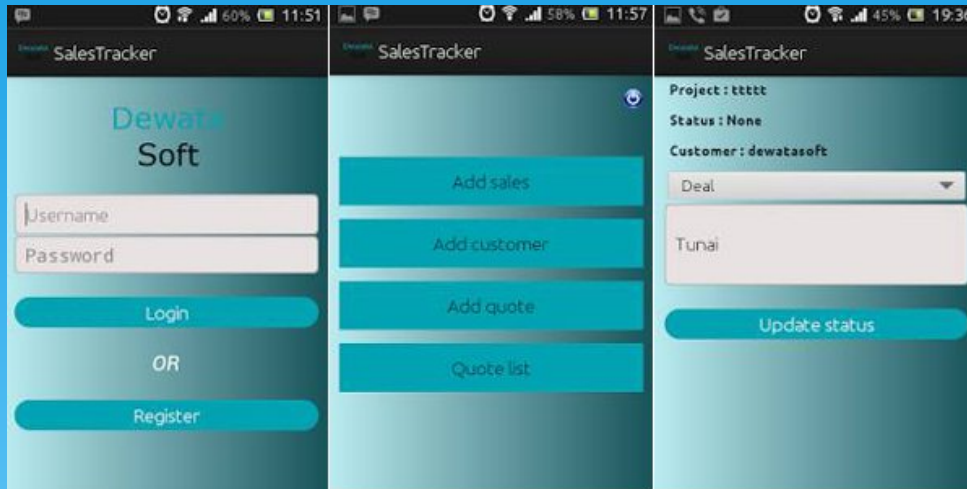 60% 11:51
SalesTracker
Dewata
Soft
Username
Password
Login
OR
Register
58% 11:57
SalesTracker
Add sales
Add customer
Add quote
Quote list
45% 19:36
SalesTracker
Project : ttttt
Status : None
Customer : dewatasoft
Deal
Tunai
Update status